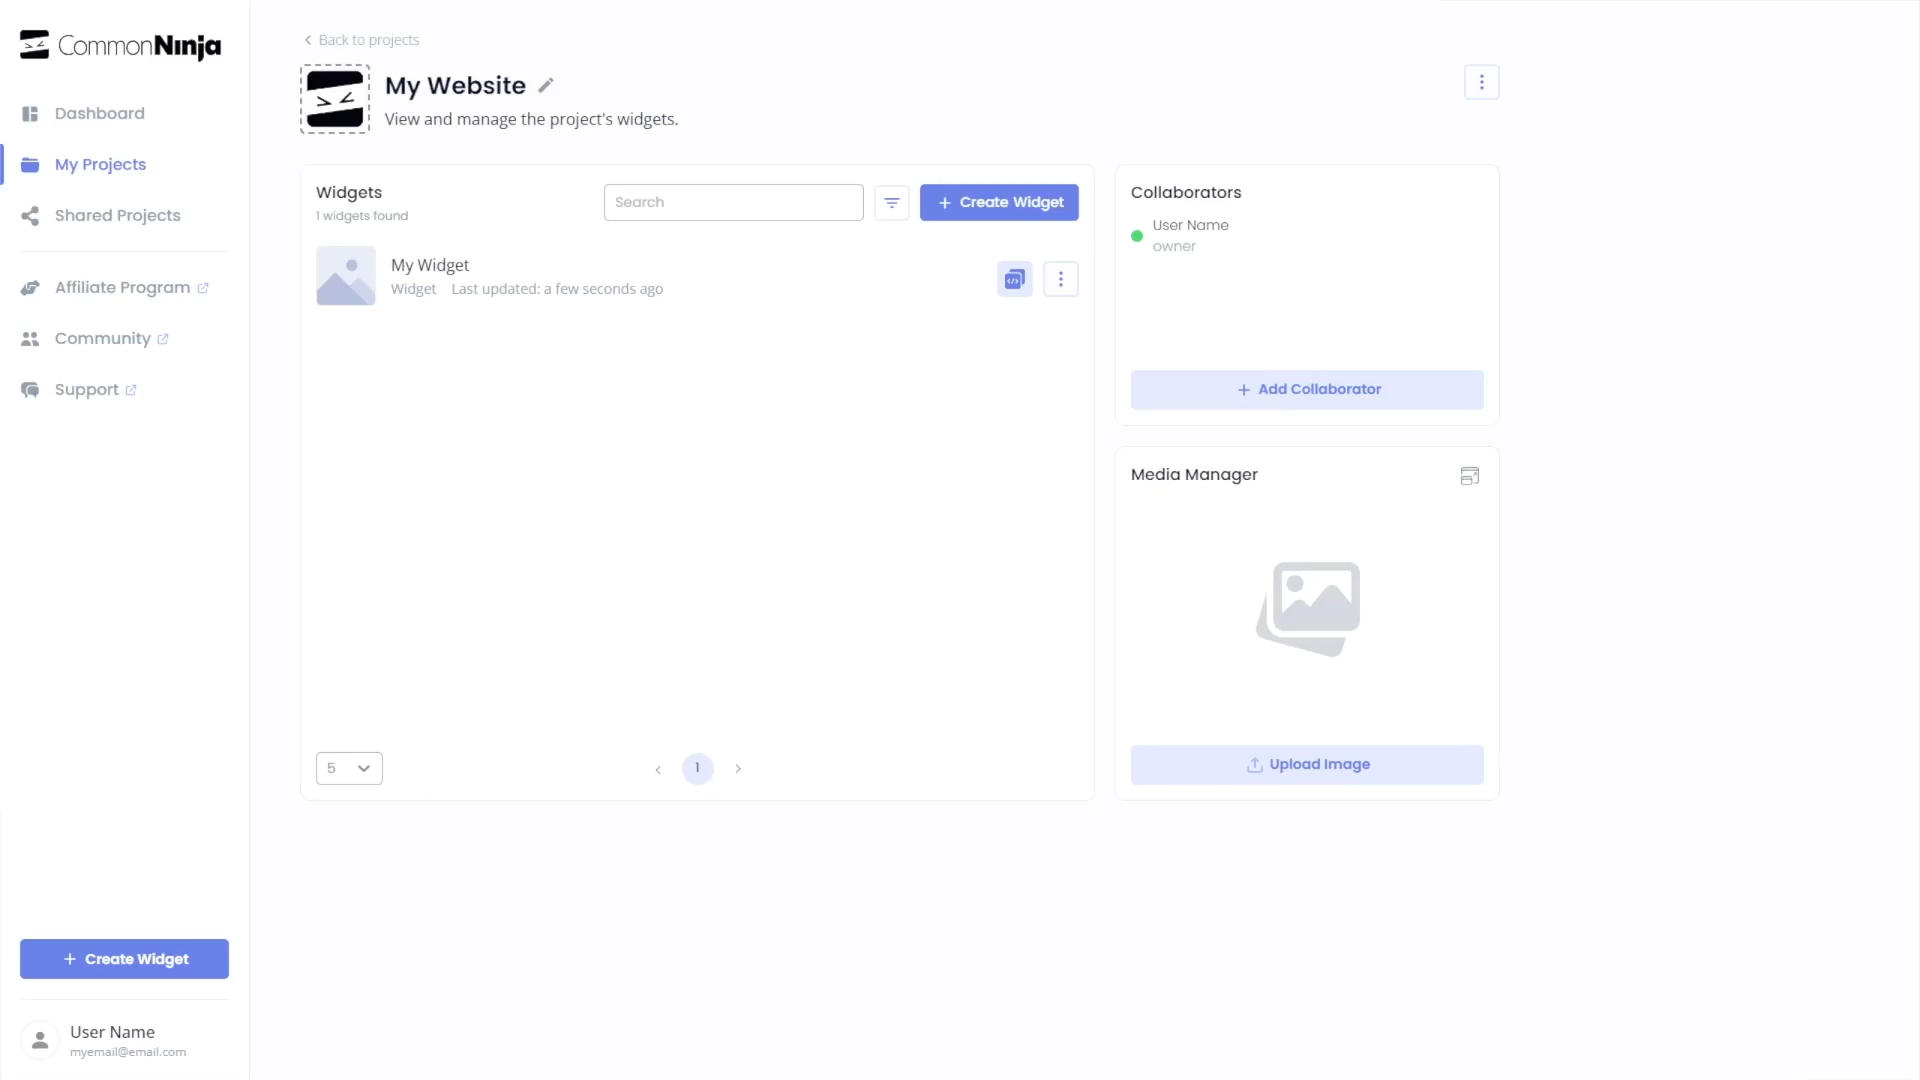 CommonNinja
Dashboard
My Projects
Shared Projects
Affiliate Program
Community
Support
Create Widget
User Name
myemail@email.com
Back to projects
My Website
View and manage the project's widgets.
Widgets
1 widgets found
Search
Create Widget
My Widget
Widget Last updated: a few seconds ago
5
1
Collaborators
User Name
owner
Add Collaborator
Media Manager
Upload Image